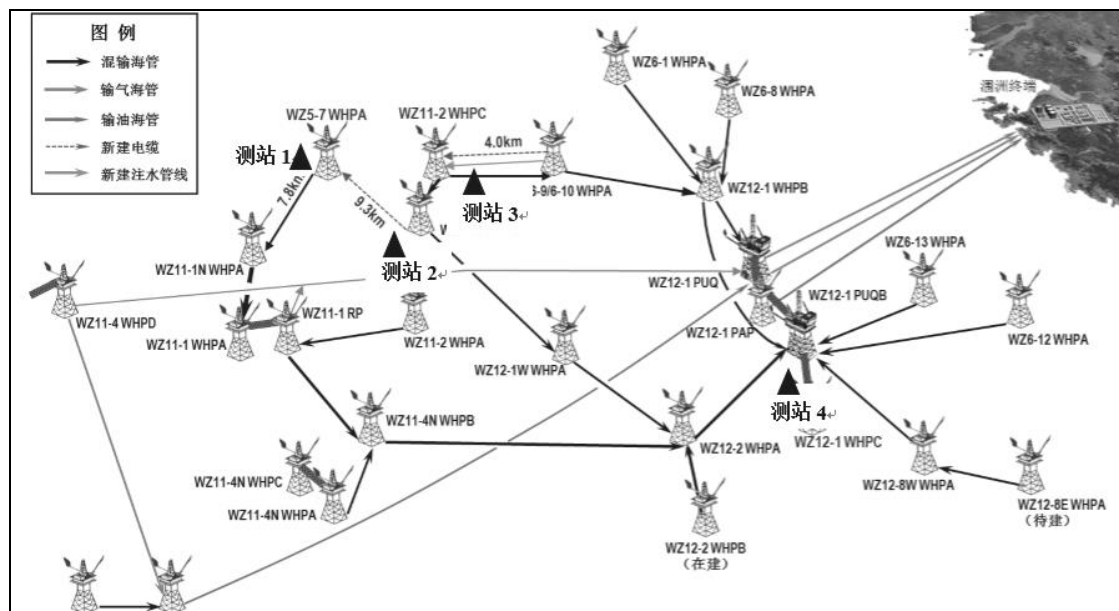 图 例
混输海管
输气海管
输油海管
新建电缆
新建注水管线
WZ6-1 WHPA
WZ6-8 WHPA
涠洲终端
WZ5-7 WHPA
WZ11-2 WHPC
测站 1
4.0km
7.8km
9.3km
测站 3
6-9/6-10 WHPA
WZ12-1 WHPB
测站 2
WZ11-1N WHPA
WZ6-13 WHPA
WZ12-1 PUQ
WZ12-1 PUQB
WZ11-4 WHPD
WZ11-1 RP
WZ11-1 WHPA
WZ11-2 WHPA
WZ12-1 PAP
WZ6-12 WHPA
WZ12-1W WHPA
测站 4
WZ11-4N WHPB
WZ12-2 WHPA
WZ12-1 WHPC
WZ11-4N WHPC
WZ11-4N WHPA
WZ12-8W WHPA
WZ12-8E WHPA
(待建)
WZ12-2 WHPB
(在建)